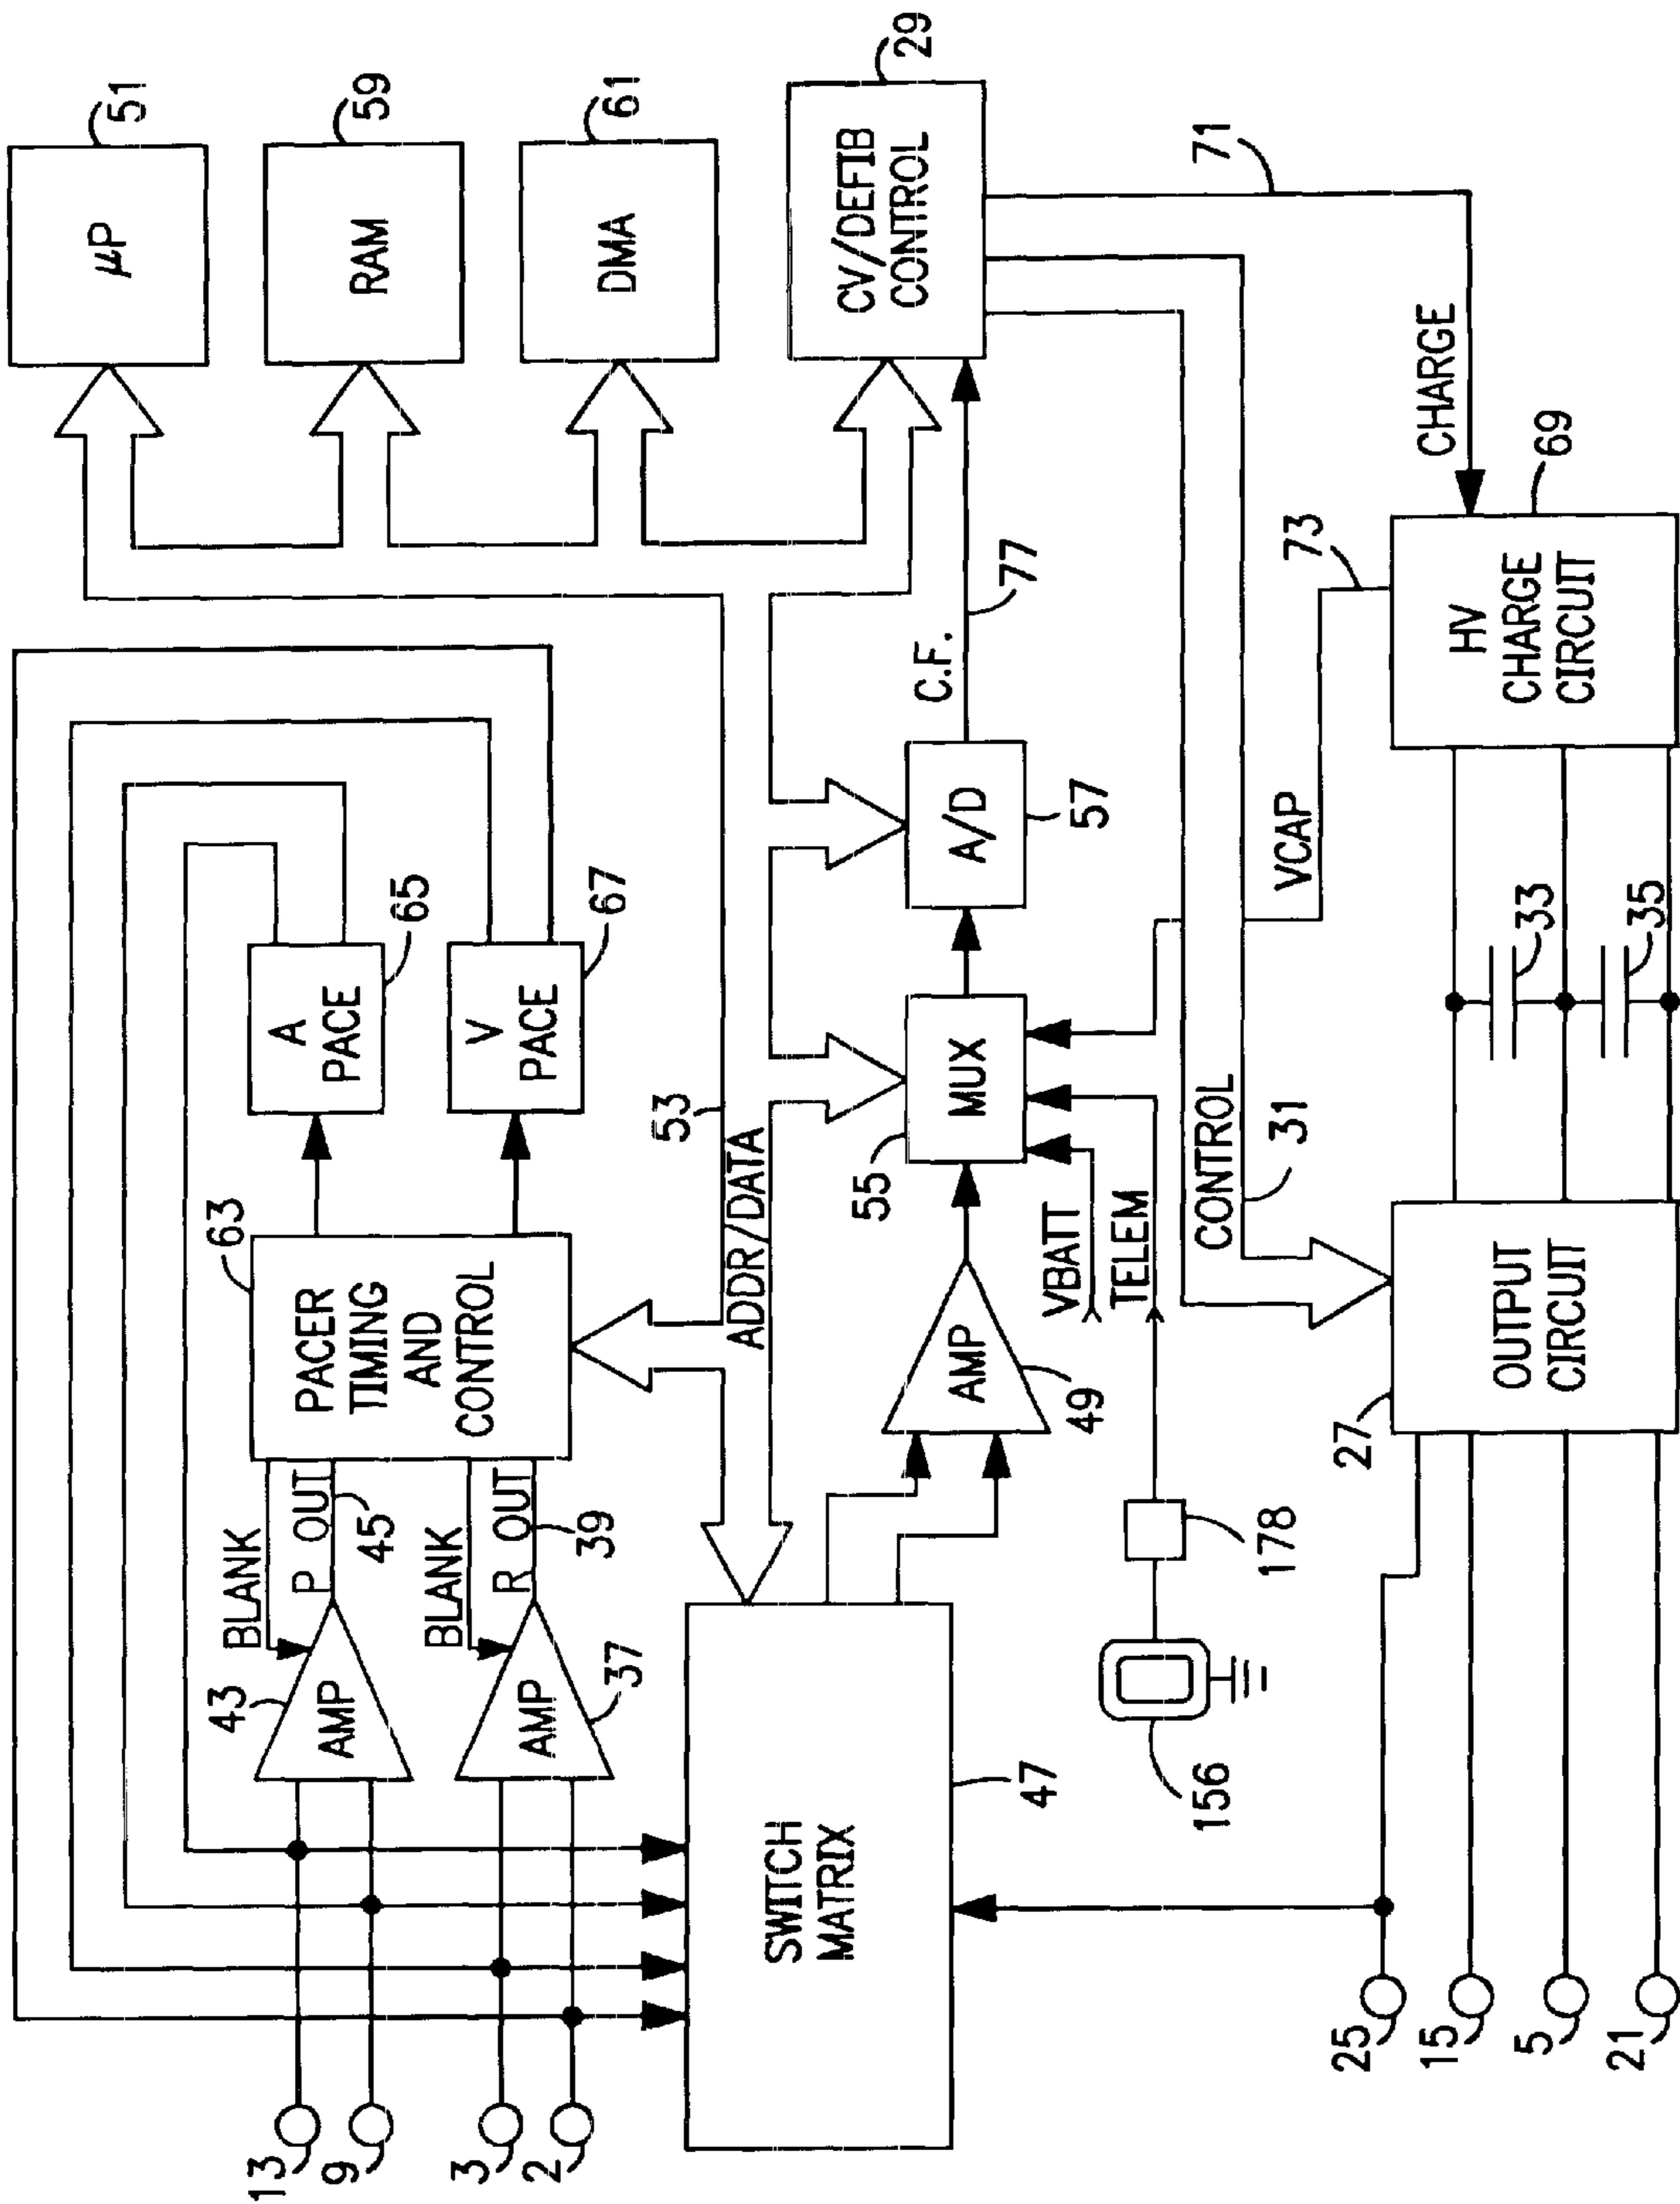 13
9
3
2
43
AMP
BLANK
P OUT
45
37
AMP
BLANK
R OUT
39
63
PACER
TIMING
AND
CONTROL
A
PACE
65
V
PACE
67
μP
51
RAM
59
DMA
61
53
ADDR/DATA
SWITCH
MATRIX
47
AMP
49
55
MUX
A/D
57
C.F.
77
CV/DEFIB
CONTROL
29
VBATT
TELEM
156
178
CONTROL
31
VCAP
73
71
CHARGE
25
15
5
21
27
OUTPUT
CIRCUIT
33
35
HV
CHARGE
CIRCUIT
69